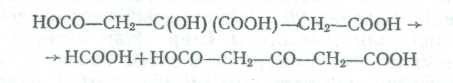 HOCO—CH₂—C(OH)(COOH)—CH₂—COOH →
→ HCOOH+HOCO—CH₂—CO—CH₂—COOH